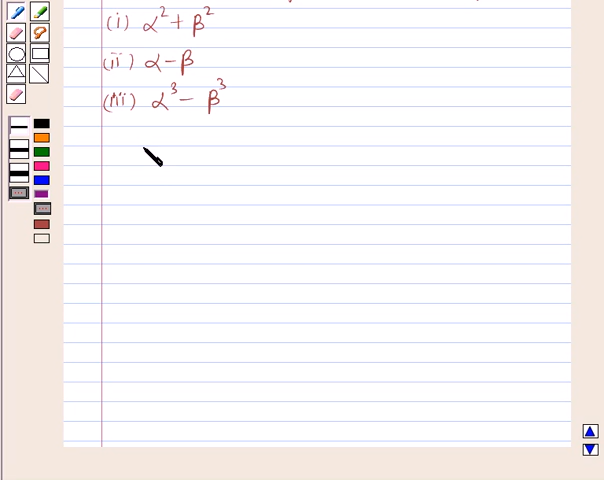 (i) α² + β²
(ii) α - β
(iii) α³ - β³